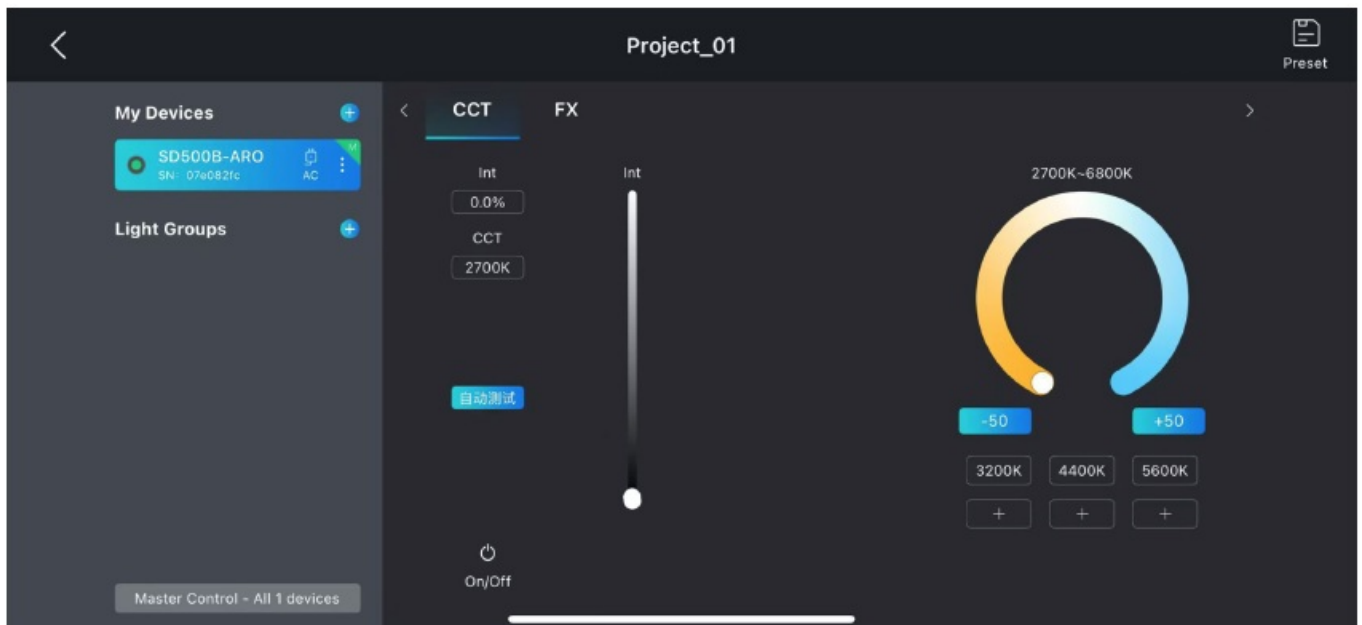 Project_01
Preset
My Devices
SD500B-ARO
SN: 07e082fc
AC
M
Light Groups
Master Control - All 1 devices
CCT
FX
Int
0.0%
CCT
2700K
自动测试
On/Off
Int
2700K~6800K
-50
+50
3200K
4400K
5600K
+
+
+